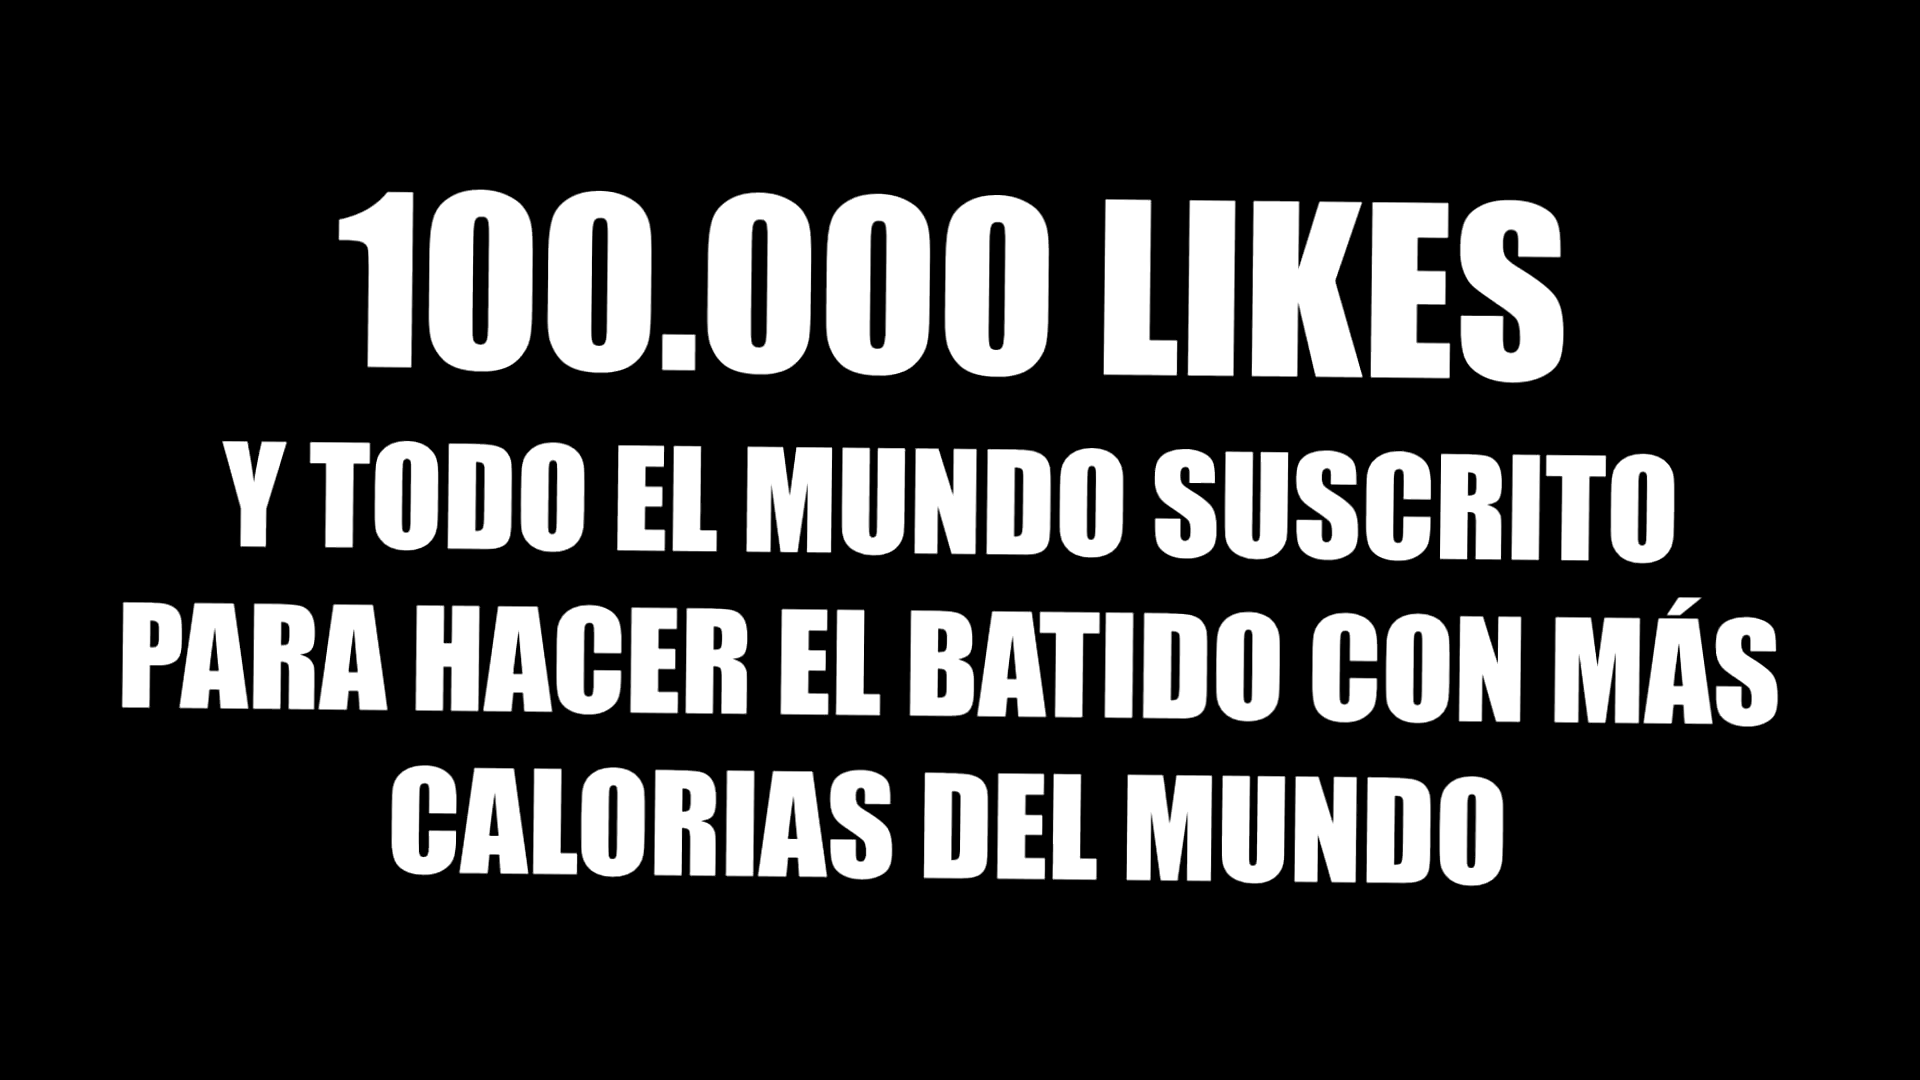 100.000 LIKES
Y TODO EL MUNDO SUSCRITO
PARA HACER EL BATIDO CON MÁS
CALORIAS DEL MUNDO